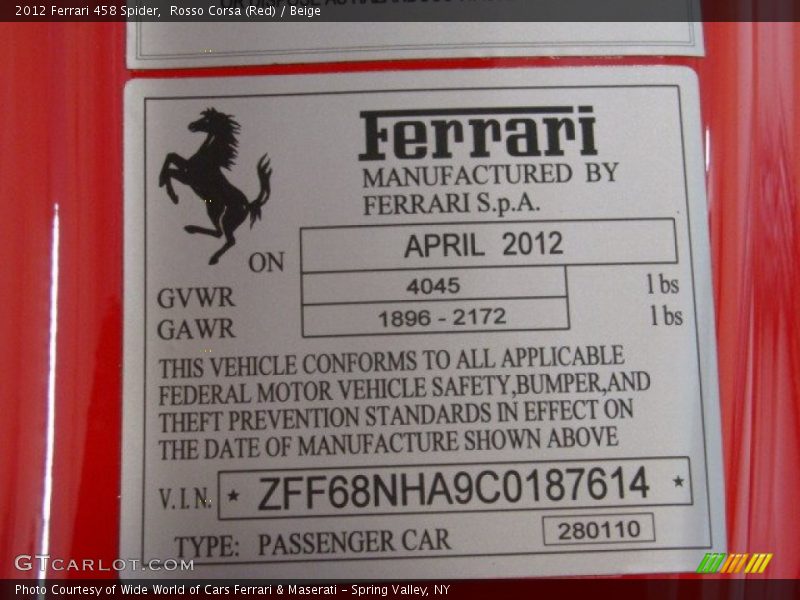 2012 Ferrari 458 Spider, Rosso Corsa (Red) / Beige
Ferrari
MANUFACTURED BY
FERRARI S.p.A.
ON APRIL 2012
GVWR 4045 lbs
GAWR 1896 - 2172 lbs
THIS VEHICLE CONFORMS TO ALL APPLICABLE
FEDERAL MOTOR VEHICLE SAFETY,BUMPER,AND
THEFT PREVENTION STANDARDS IN EFFECT ON
THE DATE OF MANUFACTURE SHOWN ABOVE
V.I.N. * ZFF68NHA9C0187614 *
TYPE: PASSENGER CAR 280110
GTCARLOT.COM
Photo Courtesy of Wide World of Cars Ferrari & Maserati - Spring Valley, NY